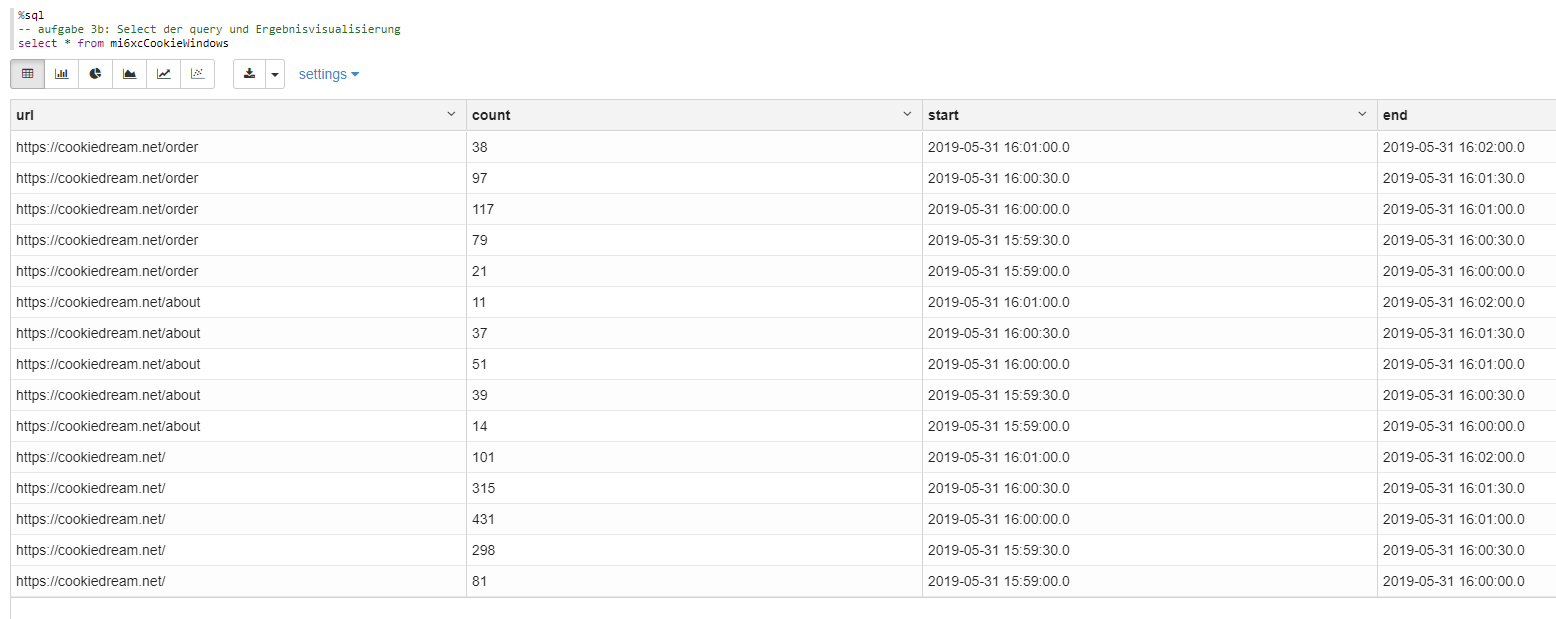 %sql
-- aufgabe 3b: Select der query und Ergebnisvisualisierung
select * from mi6xcCookieWindows
settings
url count start end
https://cookiedream.net/order 38 2019-05-31 16:01:00.0 2019-05-31 16:02:00.0
https://cookiedream.net/order 97 2019-05-31 16:00:30.0 2019-05-31 16:01:30.0
https://cookiedream.net/order 117 2019-05-31 16:00:00.0 2019-05-31 16:01:00.0
https://cookiedream.net/order 79 2019-05-31 15:59:30.0 2019-05-31 16:00:30.0
https://cookiedream.net/order 21 2019-05-31 15:59:00.0 2019-05-31 16:00:00.0
https://cookiedream.net/about 11 2019-05-31 16:01:00.0 2019-05-31 16:02:00.0
https://cookiedream.net/about 37 2019-05-31 16:00:30.0 2019-05-31 16:01:30.0
https://cookiedream.net/about 51 2019-05-31 16:00:00.0 2019-05-31 16:01:00.0
https://cookiedream.net/about 39 2019-05-31 15:59:30.0 2019-05-31 16:00:30.0
https://cookiedream.net/about 14 2019-05-31 15:59:00.0 2019-05-31 16:00:00.0
https://cookiedream.net/ 101 2019-05-31 16:01:00.0 2019-05-31 16:02:00.0
https://cookiedream.net/ 315 2019-05-31 16:00:30.0 2019-05-31 16:01:30.0
https://cookiedream.net/ 431 2019-05-31 16:00:00.0 2019-05-31 16:01:00.0
https://cookiedream.net/ 298 2019-05-31 15:59:30.0 2019-05-31 16:00:30.0
https://cookiedream.net/ 81 2019-05-31 15:59:00.0 2019-05-31 16:00:00.0